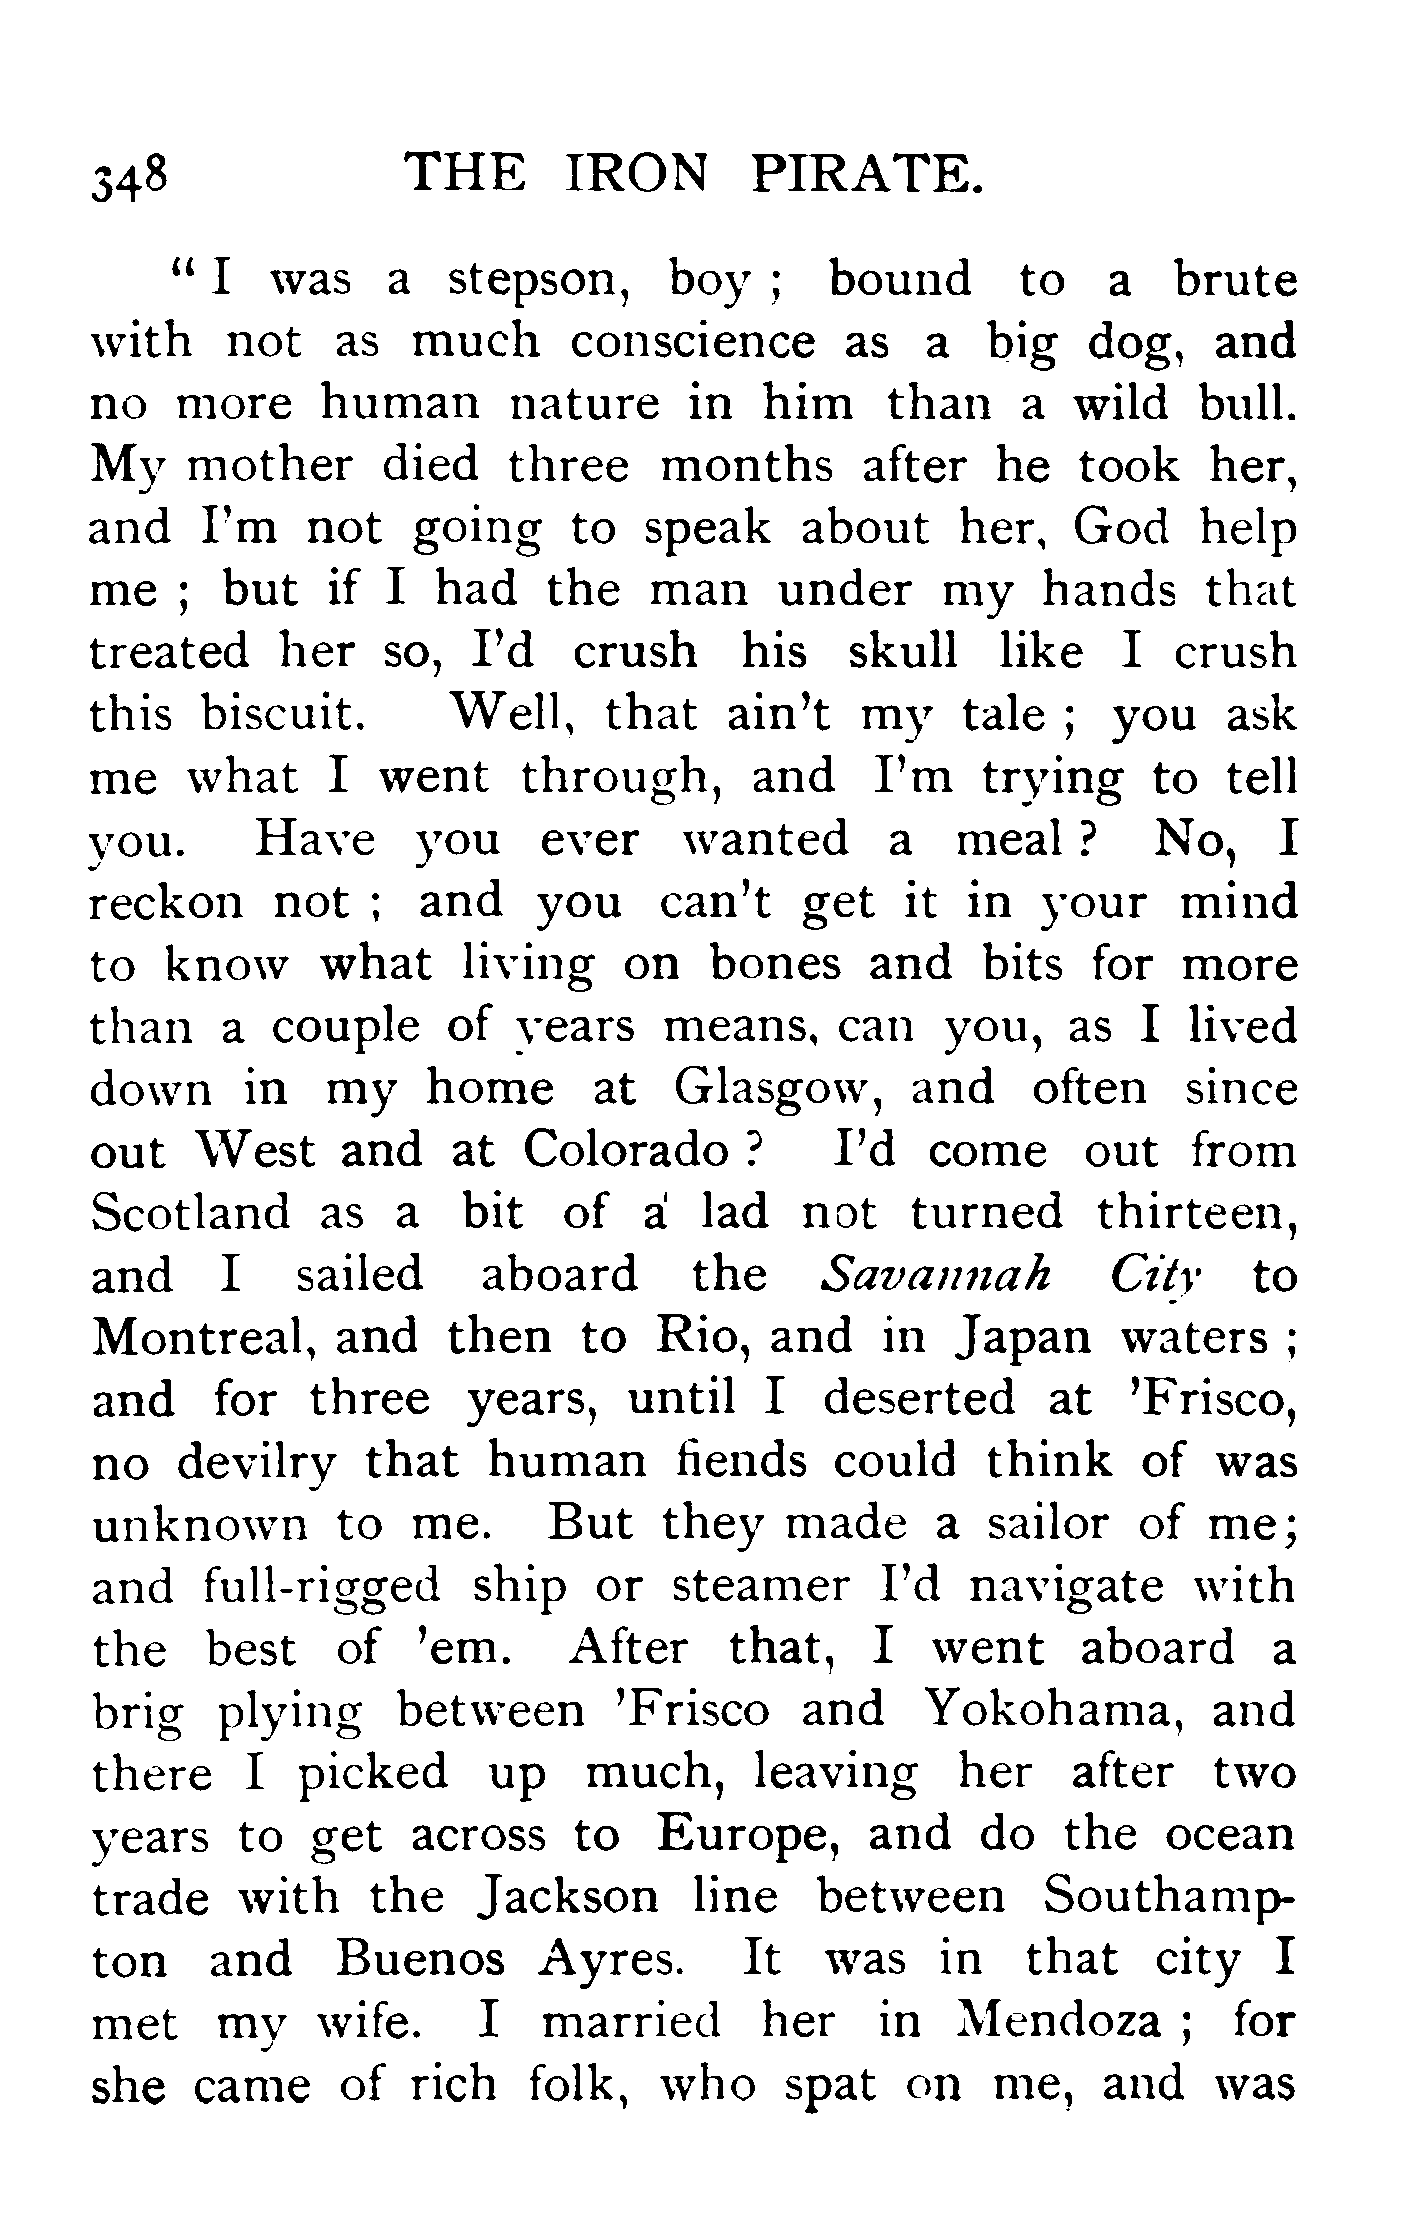 348 THE IRON PIRATE.
" I was a stepson, boy ; bound to a brute
with not as much conscience as a big dog, and
no more human nature in him than a wild bull.
My mother died three months after he took her,
and I'm not going to speak about her, God help
me ; but if I had the man under my hands that
treated her so, I'd crush his skull like I crush
this biscuit. Well, that ain't my tale ; you ask
me what I went through, and I'm trying to tell
you. Have you ever wanted a meal ? No, I
reckon not ; and you can't get it in your mind
to know what living on bones and bits for more
than a couple of years means, can you, as I lived
down in my home at Glasgow, and often since
out West and at Colorado ? I'd come out from
Scotland as a bit of a lad not turned thirteen,
and I sailed aboard the Savannah City to
Montreal, and then to Rio, and in Japan waters ;
and for three years, until I deserted at 'Frisco,
no devilry that human fiends could think of was
unknown to me. But they made a sailor of me;
and full-rigged ship or steamer I'd navigate with
the best of 'em. After that, I went aboard a
brig plying between 'Frisco and Yokohama, and
there I picked up much, leaving her after two
years to get across to Europe, and do the ocean
trade with the Jackson line between Southamp-
ton and Buenos Ayres. It was in that city I
met my wife. I married her in Mendoza ; for
she came of rich folk, who spat on me, and was